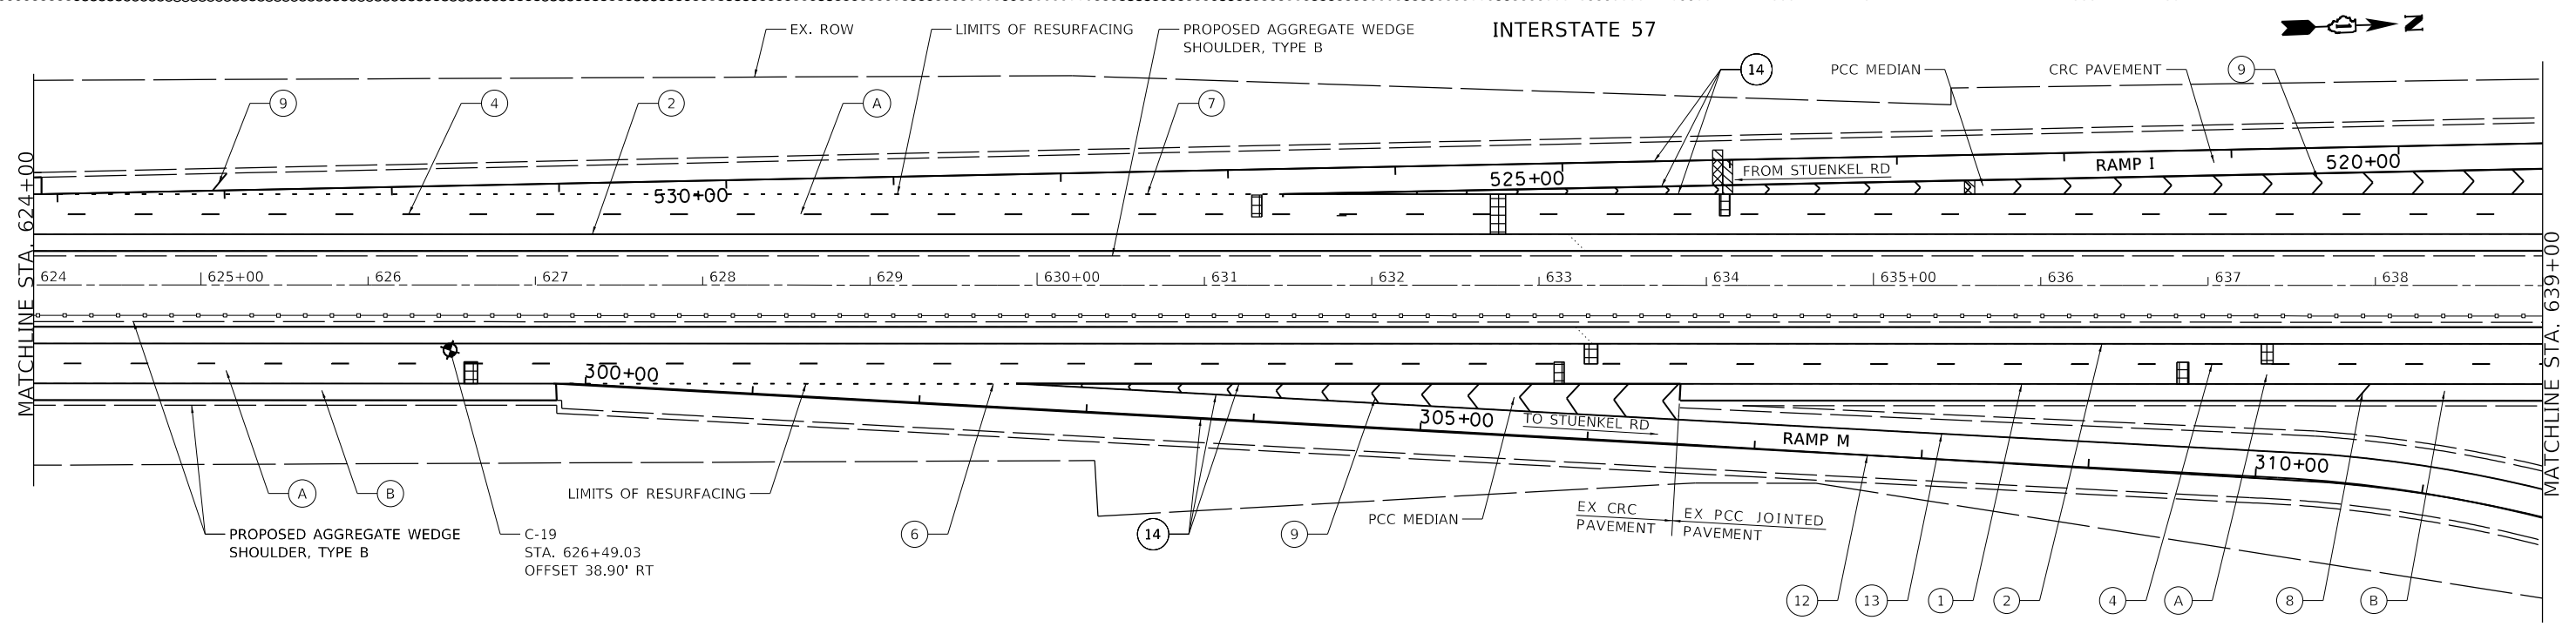 EX. ROW
LIMITS OF RESURFACING
PROPOSED AGGREGATE WEDGE
SHOULDER, TYPE B
INTERSTATE 57
N
9
4
2
A
7
14
PCC MEDIAN
CRC PAVEMENT
9
MATCHLINE STA. 624+00
530+00
525+00
FROM STUENKEL RD
RAMP I
520+00
MATCHLINE STA. 639+00
624
625+00
626
627
628
629
630+00
631
632
633
634
635+00
636
637
638
300+00
305+00
TO STUENKEL RD
RAMP M
310+00
A
B
LIMITS OF RESURFACING
PROPOSED AGGREGATE WEDGE
SHOULDER, TYPE B
C-19
STA. 626+49.03
OFFSET 38.90' RT
6
14
9
PCC MEDIAN
EX CRC
PAVEMENT
EX PCC JOINTED
PAVEMENT
12
13
1
2
4
A
8
B